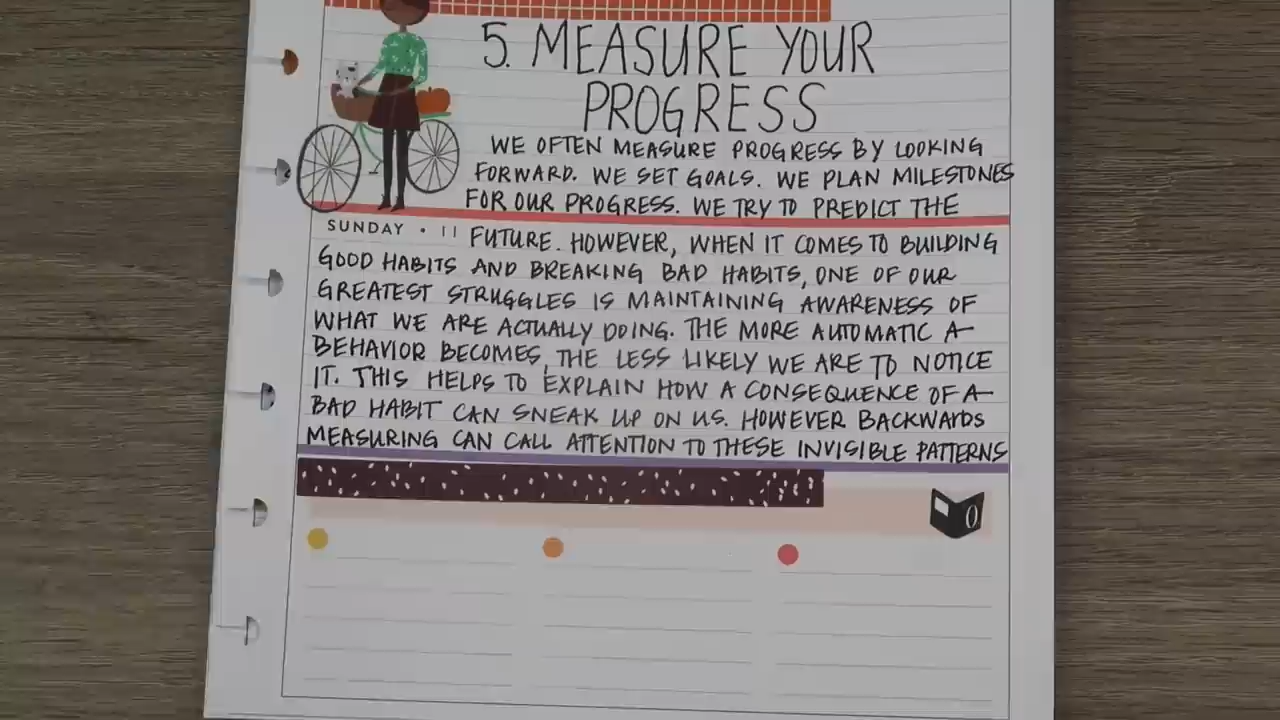 5. MEASURE YOUR
PROGRESS
WE OFTEN MEASURE PROGRESS BY LOOKING
FORWARD. WE SET GOALS. WE PLAN MILESTONES
FOR OUR PROGRESS. WE TRY TO PREDICT THE
SUNDAY • 11 FUTURE. HOWEVER, WHEN IT COMES TO BUILDING
GOOD HABITS AND BREAKING BAD HABITS, ONE OF OUR
GREATEST STRUGGLES IS MAINTAINING AWARENESS OF
WHAT WE ARE ACTUALLY DOING. THE MORE AUTOMATIC A
BEHAVIOR BECOMES, THE LESS LIKELY WE ARE TO NOTICE
IT. THIS HELPS TO EXPLAIN HOW A CONSEQUENCE OF A
BAD HABIT CAN SNEAK UP ON US. HOWEVER BACKWARDS
MEASURING CAN CALL ATTENTION TO THESE INVISIBLE PATTERNS